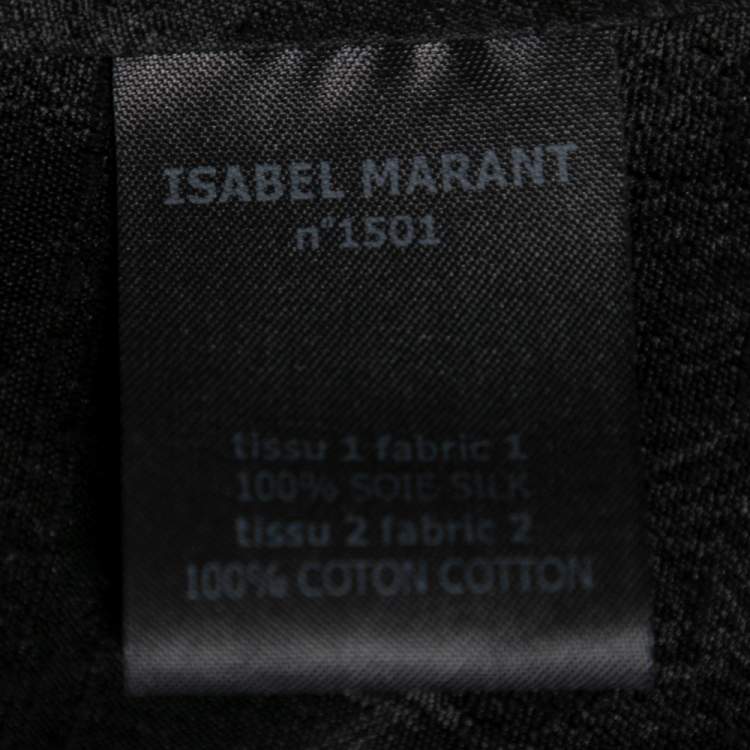 ISABEL MARANT
n°1501
tissu 1 fabric 1
100% SOIE SILK
tissu 2 fabric 2
100% COTON COTTON